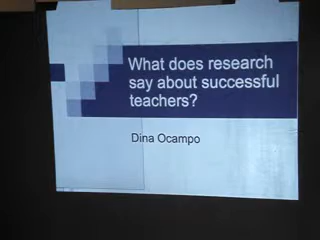 What does research
say about successful
teachers?
Dina Ocampo